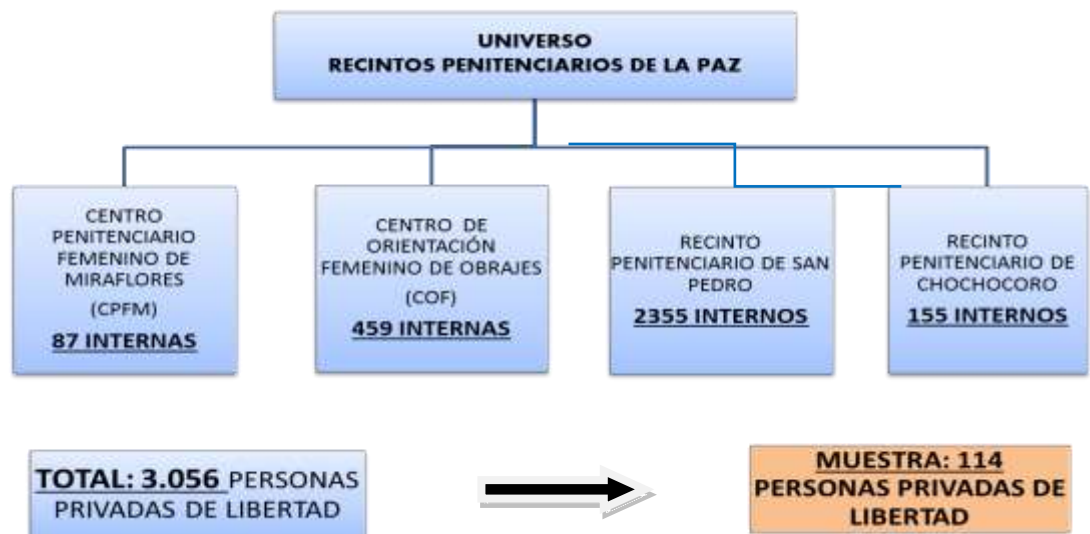 UNIVERSO
RECINTOS PENITENCIARIOS DE LA PAZ
CENTRO
PENITENCIARIO
FEMENINO DE
MIRAFLORES
(CPFM)
87 INTERNAS
CENTRO DE
ORIENTACIÓN
FEMENINO DE OBRAJES
(COF)
459 INTERNAS
RECINTO
PENITENCIARIO DE SAN
PEDRO
2355 INTERNOS
RECINTO
PENITENCIARIO DE
CHOCHOCORO
155 INTERNOS
TOTAL: 3.056 PERSONAS
PRIVADAS DE LIBERTAD
MUESTRA: 114
PERSONAS PRIVADAS DE
LIBERTAD